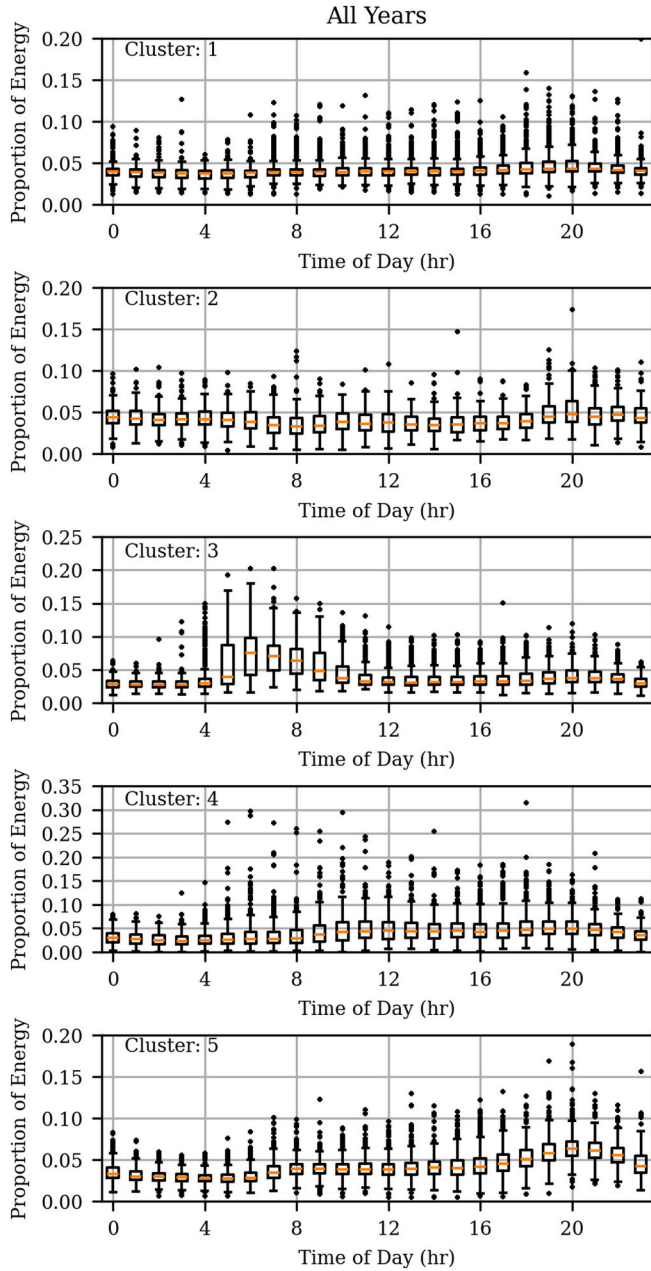 All Years
Cluster: 1
Proportion of Energy
0.20
0.15
0.10
0.05
0.00
0 4 8 12 16 20
Time of Day (hr)
Cluster: 2
Proportion of Energy
0.20
0.15
0.10
0.05
0.00
0 4 8 12 16 20
Time of Day (hr)
Cluster: 3
Proportion of Energy
0.25
0.20
0.15
0.10
0.05
0.00
0 4 8 12 16 20
Time of Day (hr)
Cluster: 4
Proportion of Energy
0.35
0.30
0.25
0.20
0.15
0.10
0.05
0.00
0 4 8 12 16 20
Time of Day (hr)
Cluster: 5
Proportion of Energy
0.20
0.15
0.10
0.05
0.00
0 4 8 12 16 20
Time of Day (hr)